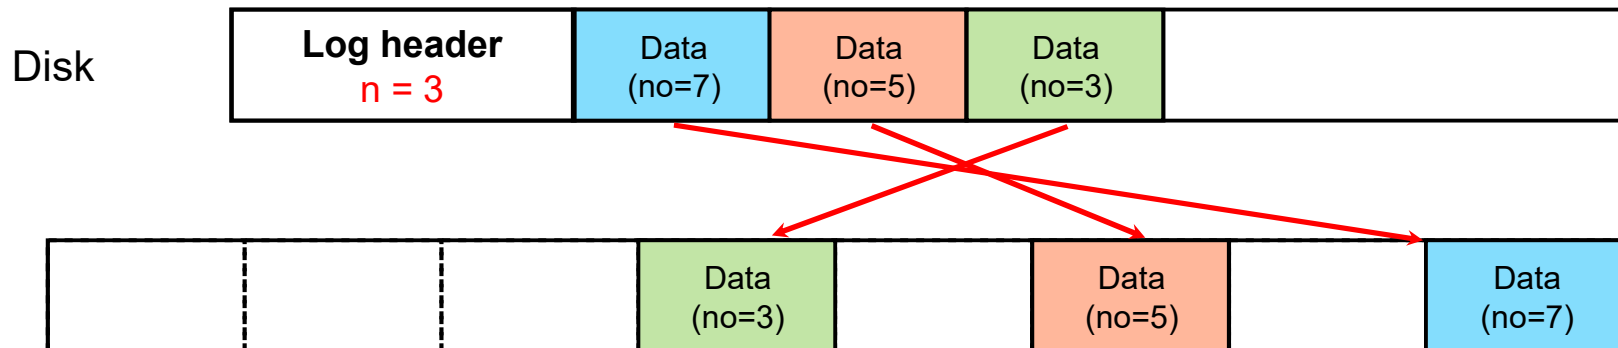 Disk
Log header
n = 3
Data
(no=7)
Data
(no=5)
Data
(no=3)
Data
(no=3)
Data
(no=5)
Data
(no=7)